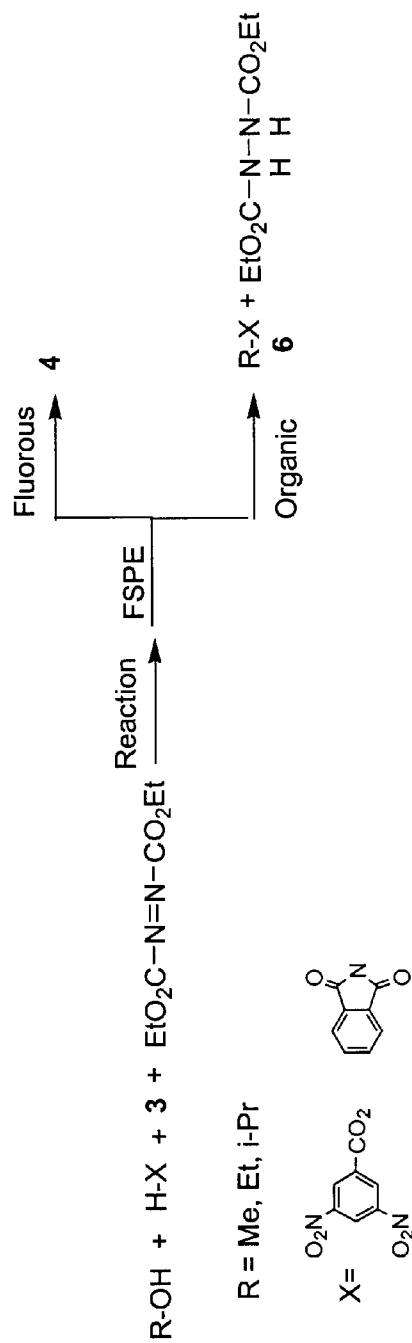 R-OH + H-X + 3 + EtO2C-N=N-CO2Et
Reaction
FSPE
Fluorous
4
Organic
R-X + EtO2C-N-N-CO2Et
H H
6
R = Me, Et, i-Pr
X=
O2N
O2N
CO2
O
N
O